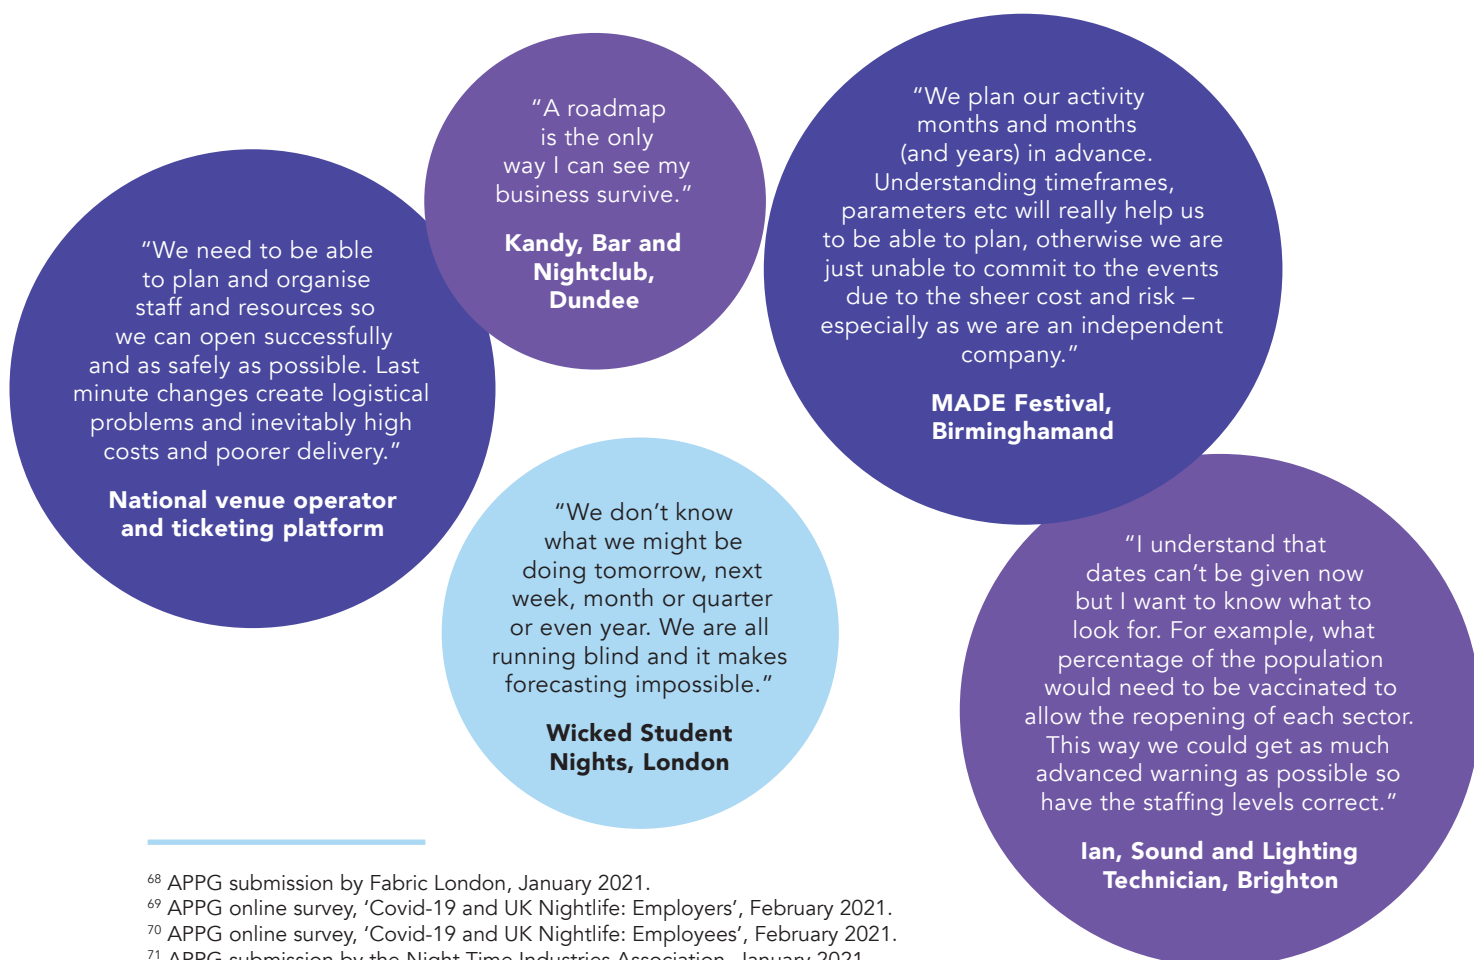 “We need to be able
to plan and organise
staff and resources so
we can open successfully
and as safely as possible. Last
minute changes create logistical
problems and inevitably high
costs and poorer delivery.”
National venue operator
and ticketing platform
“A roadmap
is the only
way I can see my
business survive.”
Kandy, Bar and
Nightclub,
Dundee
“We plan our activity
months and months
(and years) in advance.
Understanding timeframes,
parameters etc will really help us
to be able to plan, otherwise we are
just unable to commit to the events
due to the sheer cost and risk –
especially as we are an independent
company.”
MADE Festival,
Birminghamand
“We don’t know
what we might be
doing tomorrow, next
week, month or quarter
or even year. We are all
running blind and it makes
forecasting impossible.”
Wicked Student
Nights, London
“I understand that
dates can’t be given now
but I want to know what to
look for. For example, what
percentage of the population
would need to be vaccinated to
allow the reopening of each sector.
This way we could get as much
advanced warning as possible so
have the staffing levels correct.”
Ian, Sound and Lighting
Technician, Brighton
68 APPG submission by Fabric London, January 2021.
69 APPG online survey, ‘Covid-19 and UK Nightlife: Employers’, February 2021.
70 APPG online survey, ‘Covid-19 and UK Nightlife: Employees’, February 2021.
71 APPG submission by the Night Time Industries Association, January 2021.